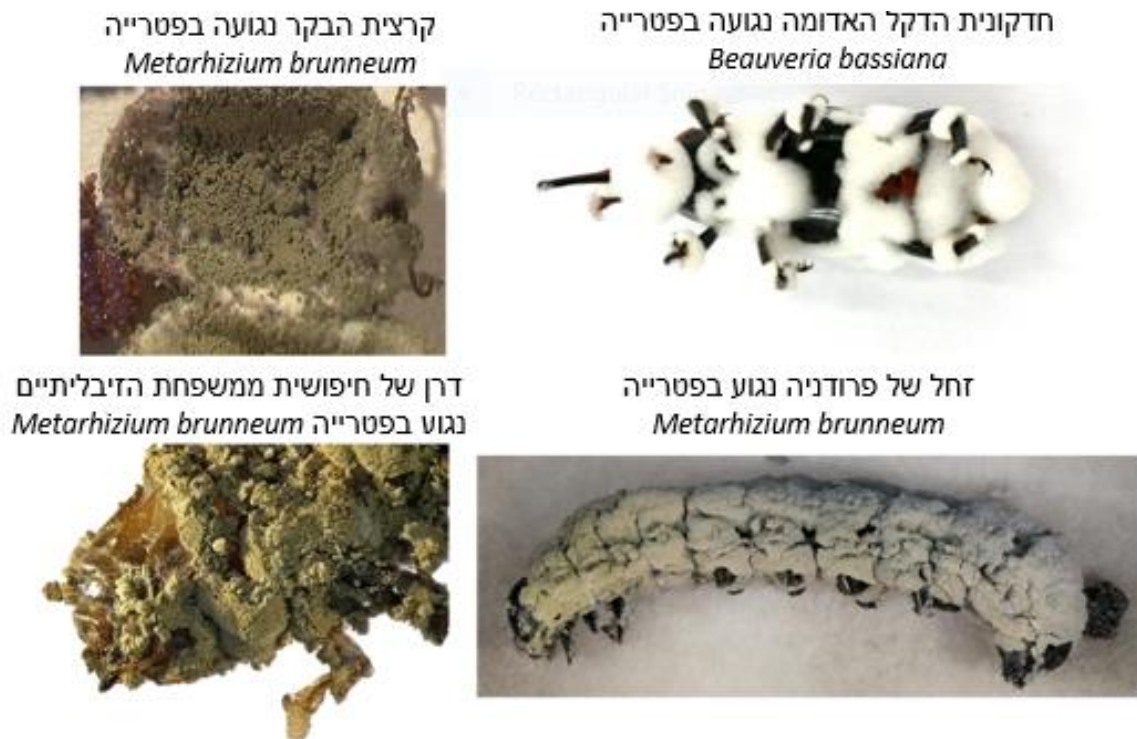 חדקונית הדקל האדומה נגועה בפטרייה
Beauveria bassiana
קרצית הבקר נגועה בפטרייה
Metarhizium brunneum
זחל של פרודניה נגוע בפטרייה
Metarhizium brunneum
דרן של חיפושית ממשפחת הזיבליתיים
נגוע בפטרייה Metarhizium brunneum